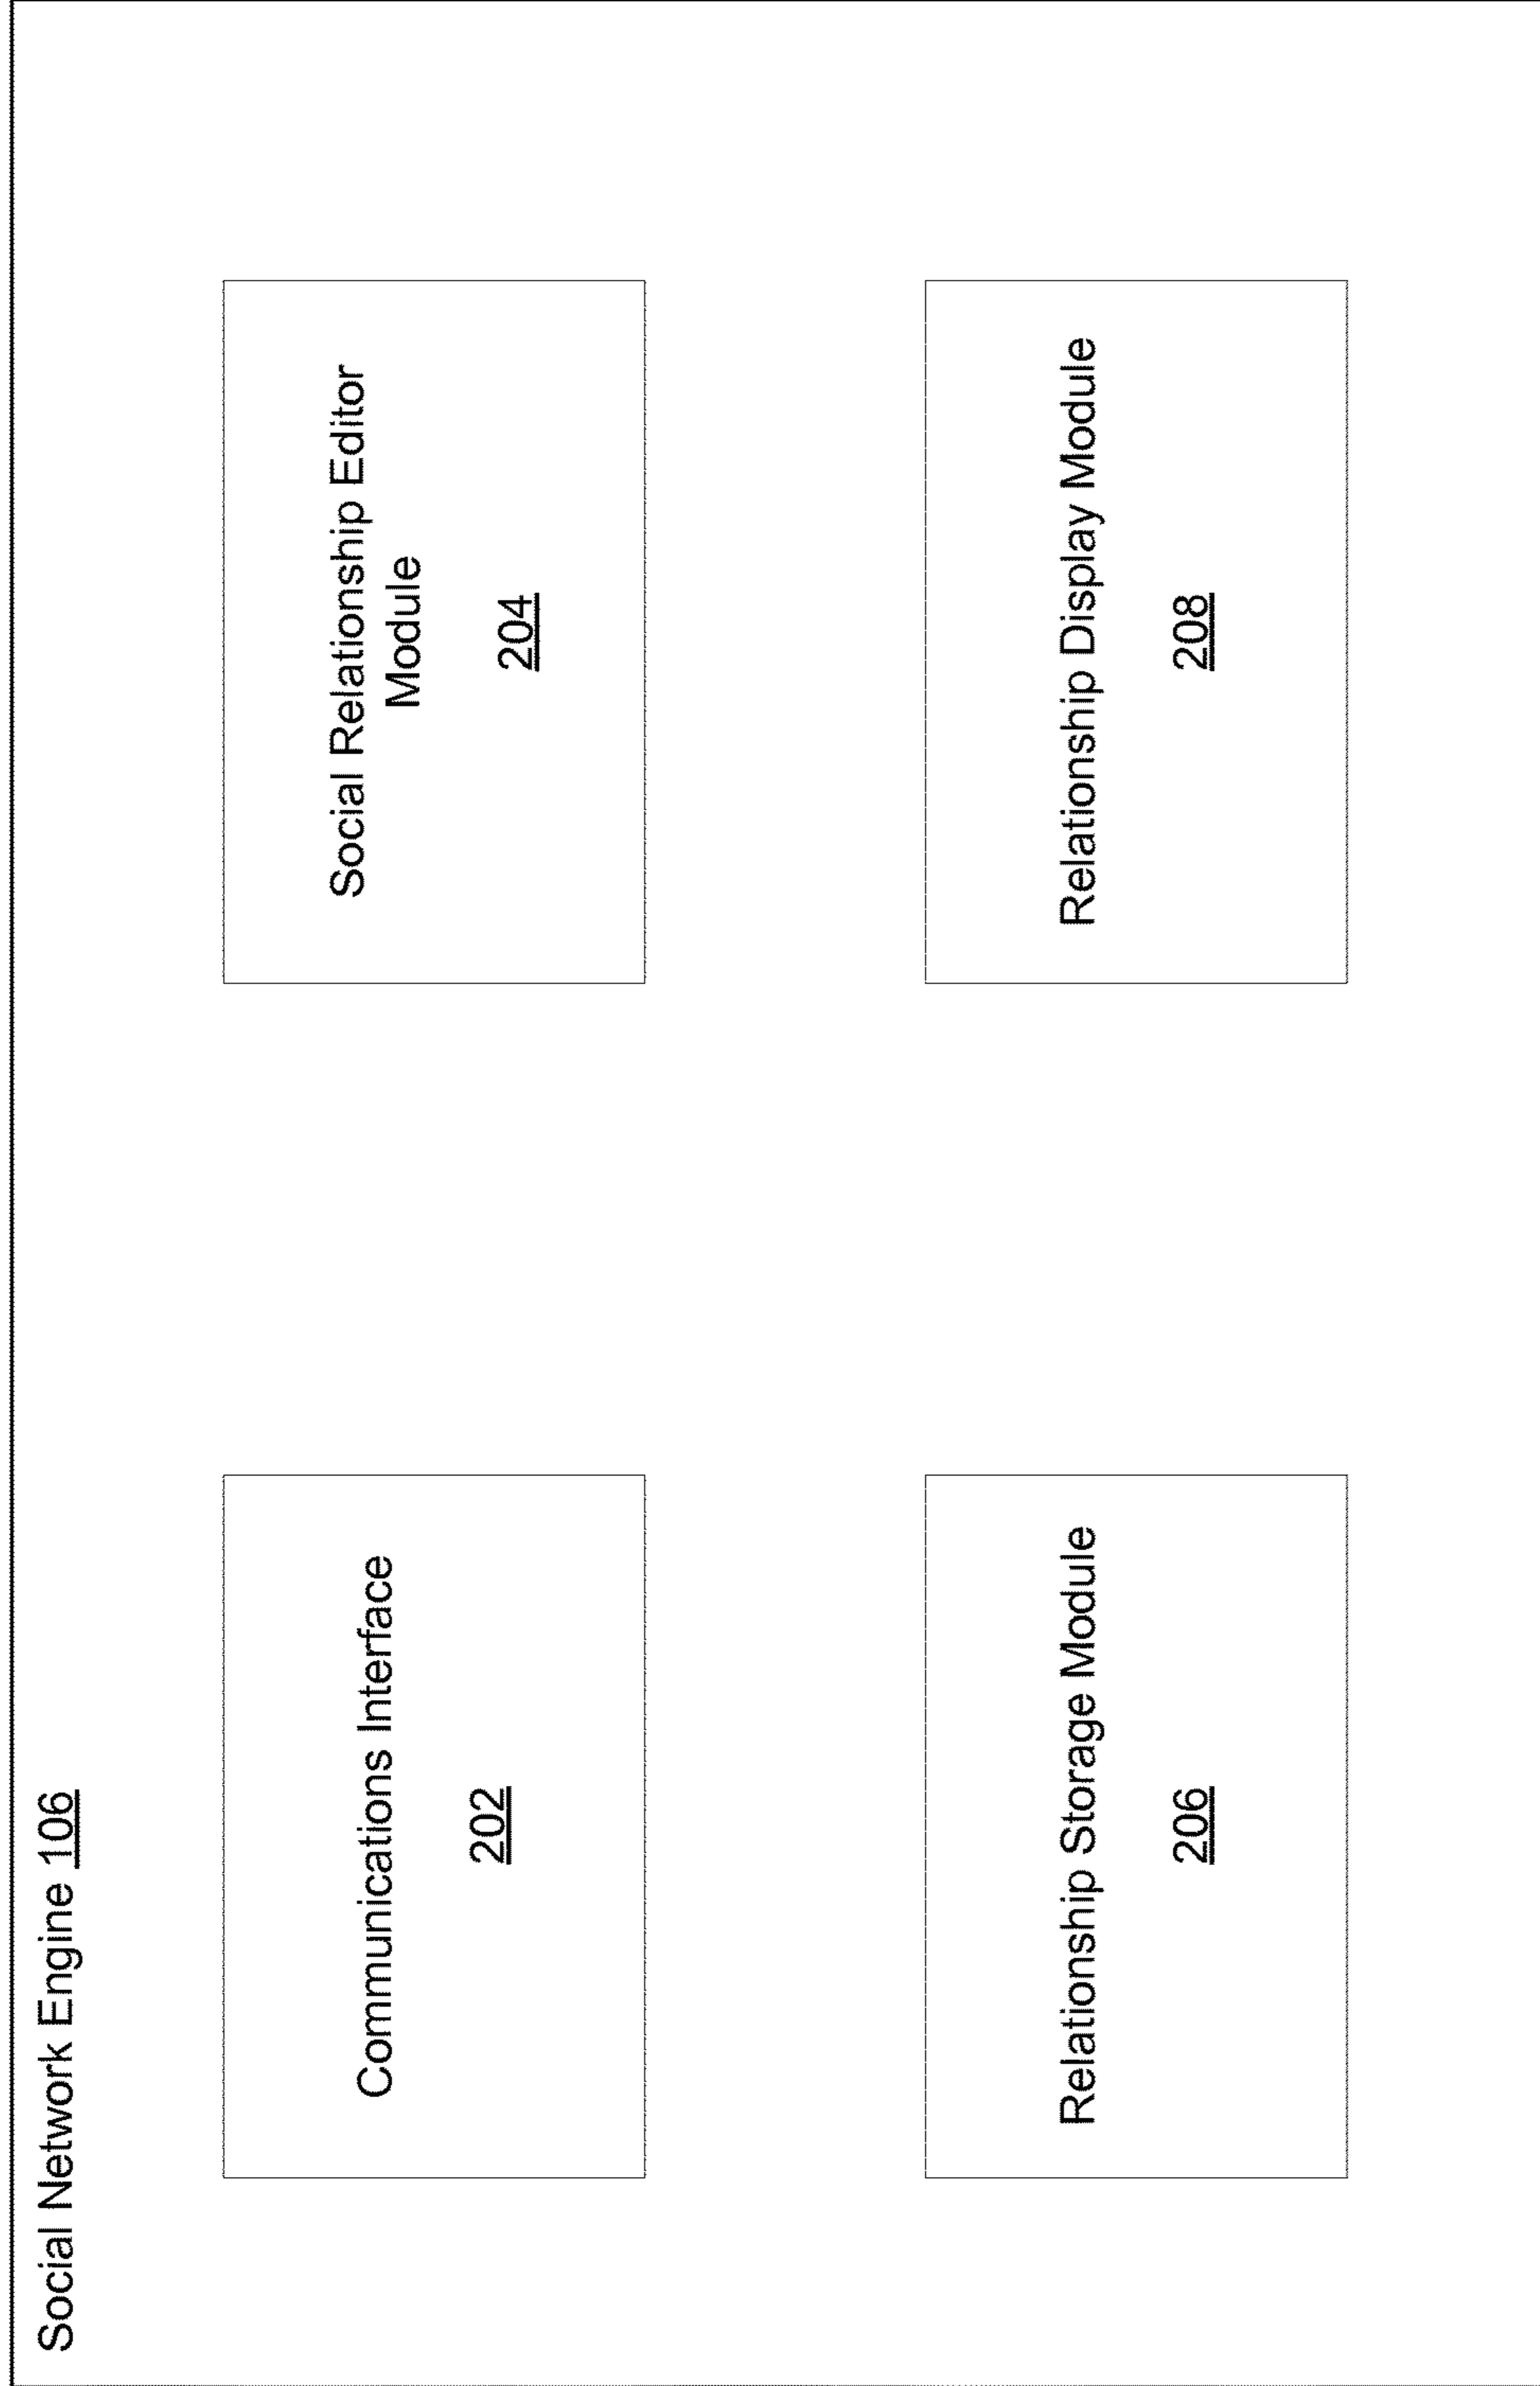 Social Network Engine 106
Communications Interface
202
Social Relationship Editor
Module
204
Relationship Storage Module
206
Relationship Display Module
208